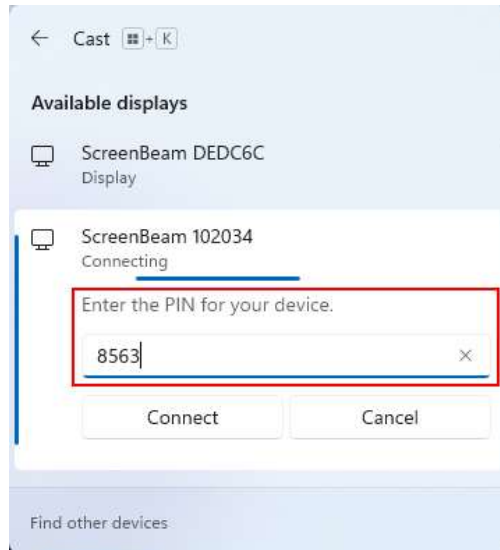 Cast + K
Available displays
ScreenBeam DEDC6C
Display
ScreenBeam 102034
Connecting
Enter the PIN for your device.
8563
Connect Cancel
Find other devices